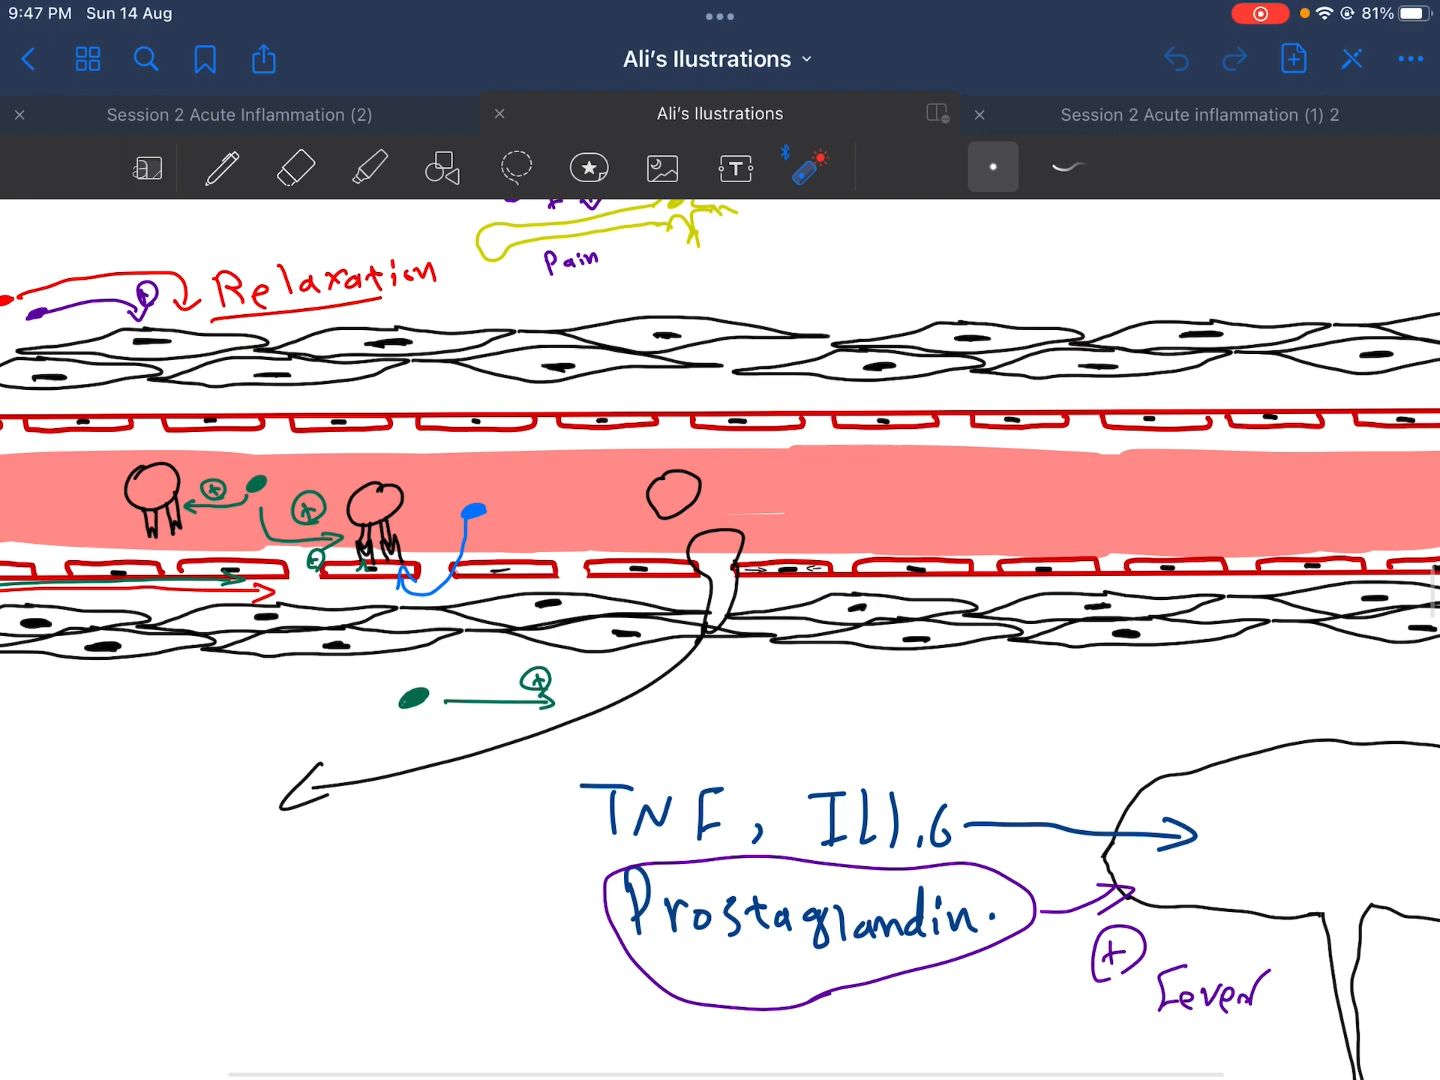 9:47 PM Sun 14 Aug
81%
Ali's Ilustrations
Session 2 Acute Inflammation (2)
Ali's Ilustrations
Session 2 Acute inflammation (1) 2
Pain
Relaxation
TNF, IL1,6
Prostaglandin.
+
Fever